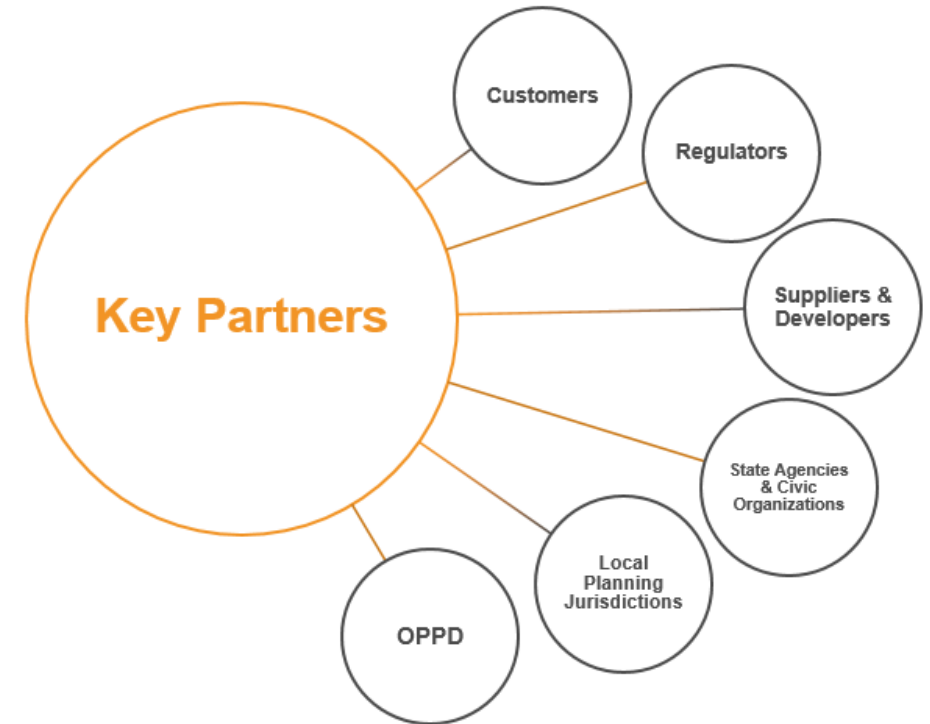 Key Partners
Customers
Regulators
Suppliers &
Developers
State Agencies
& Civic
Organizations
Local
Planning
Jurisdictions
OPPD